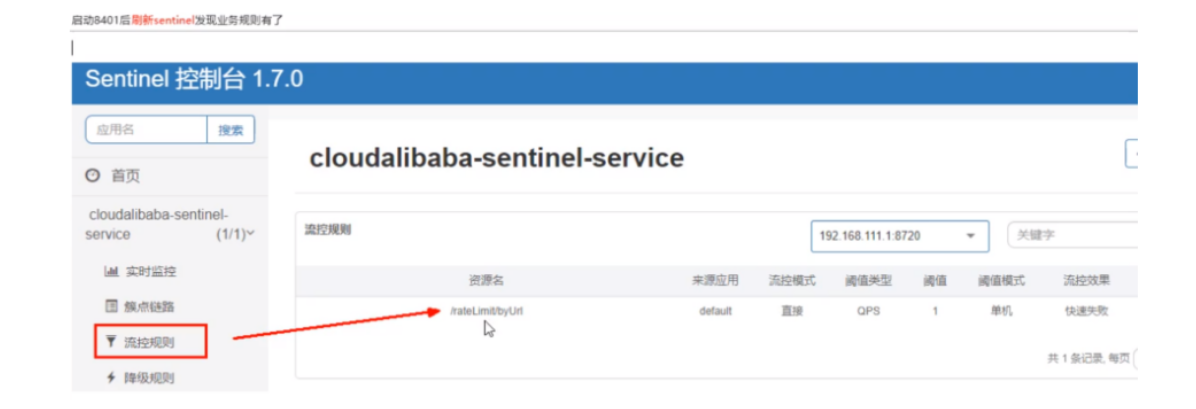 启动8401后刷新sentinel发现业务规则有了
Sentinel 控制台 1.7.0
应用名 搜索
首页
cloudalibaba-sentinel-service (1/1)
实时监控
簇点链路
流控规则
降级规则
cloudalibaba-sentinel-service
流控规则 192.168.111.1:8720 关键字
资源名 来源应用 流控模式 阈值类型 阈值 阈值模式 流控效果
/rateLimit/byUrl default 直接 QPS 1 单机 快速失败
共 1 条记录, 每页